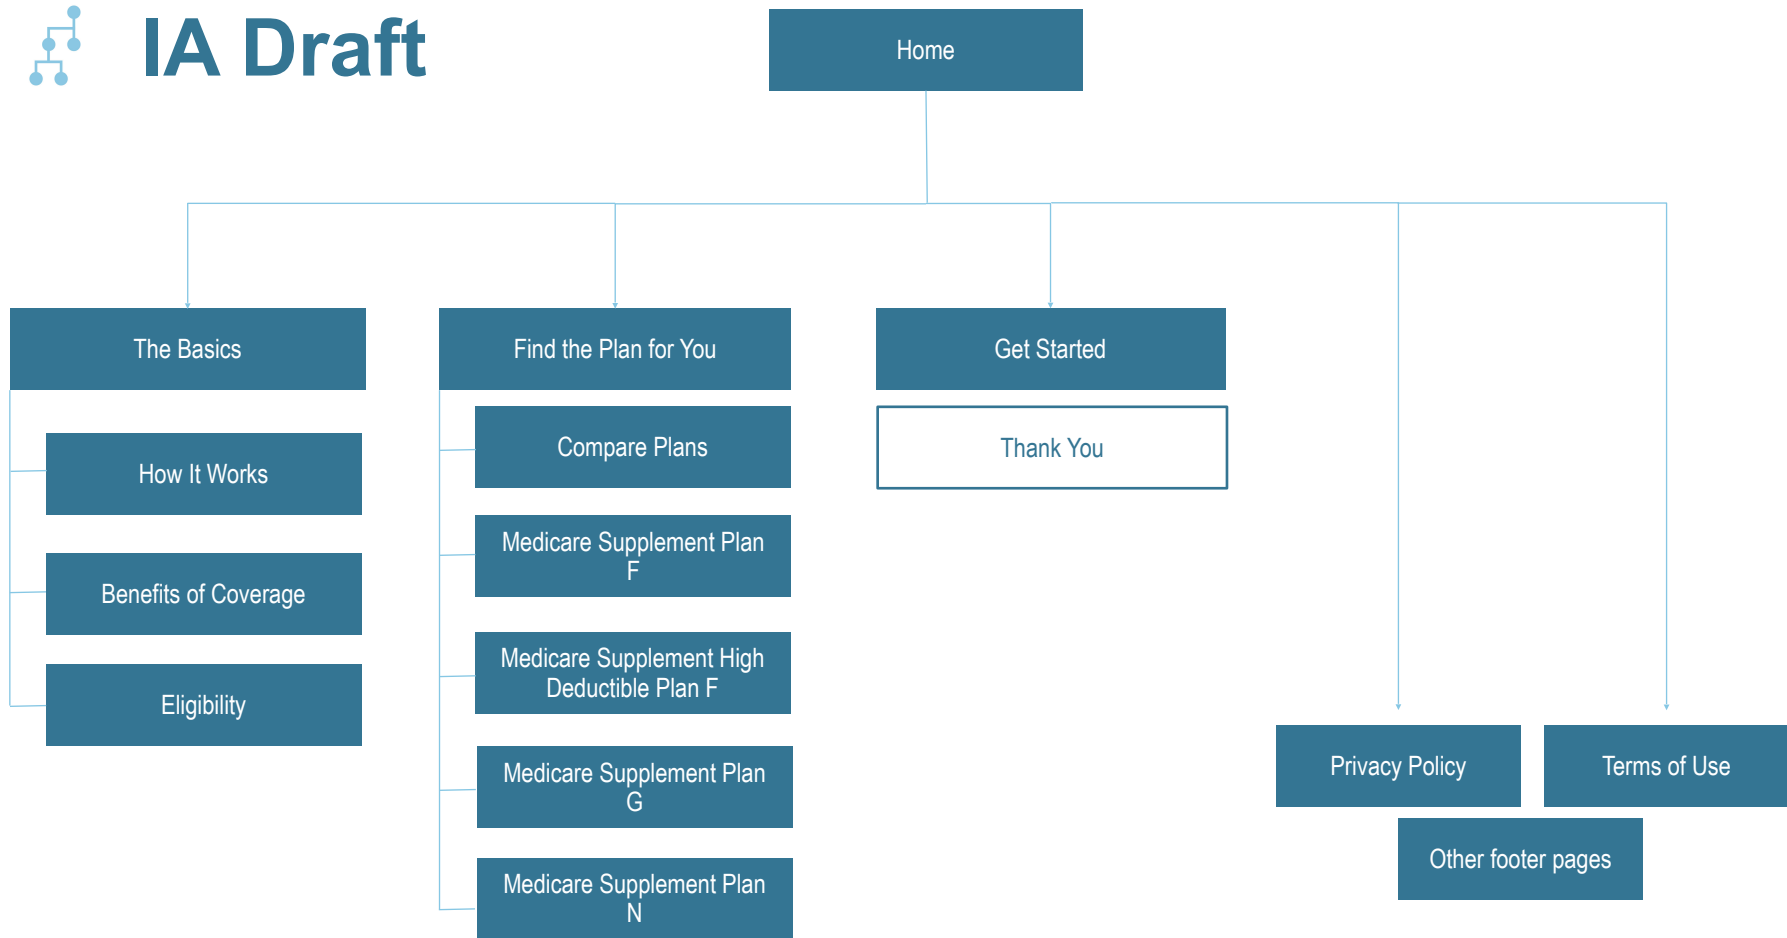 IA Draft
Home
The Basics
How It Works
Benefits of Coverage
Eligibility
Find the Plan for You
Compare Plans
Medicare Supplement Plan
F
Medicare Supplement High
Deductible Plan F
Medicare Supplement Plan
G
Medicare Supplement Plan
N
Get Started
Thank You
Privacy Policy
Terms of Use
Other footer pages